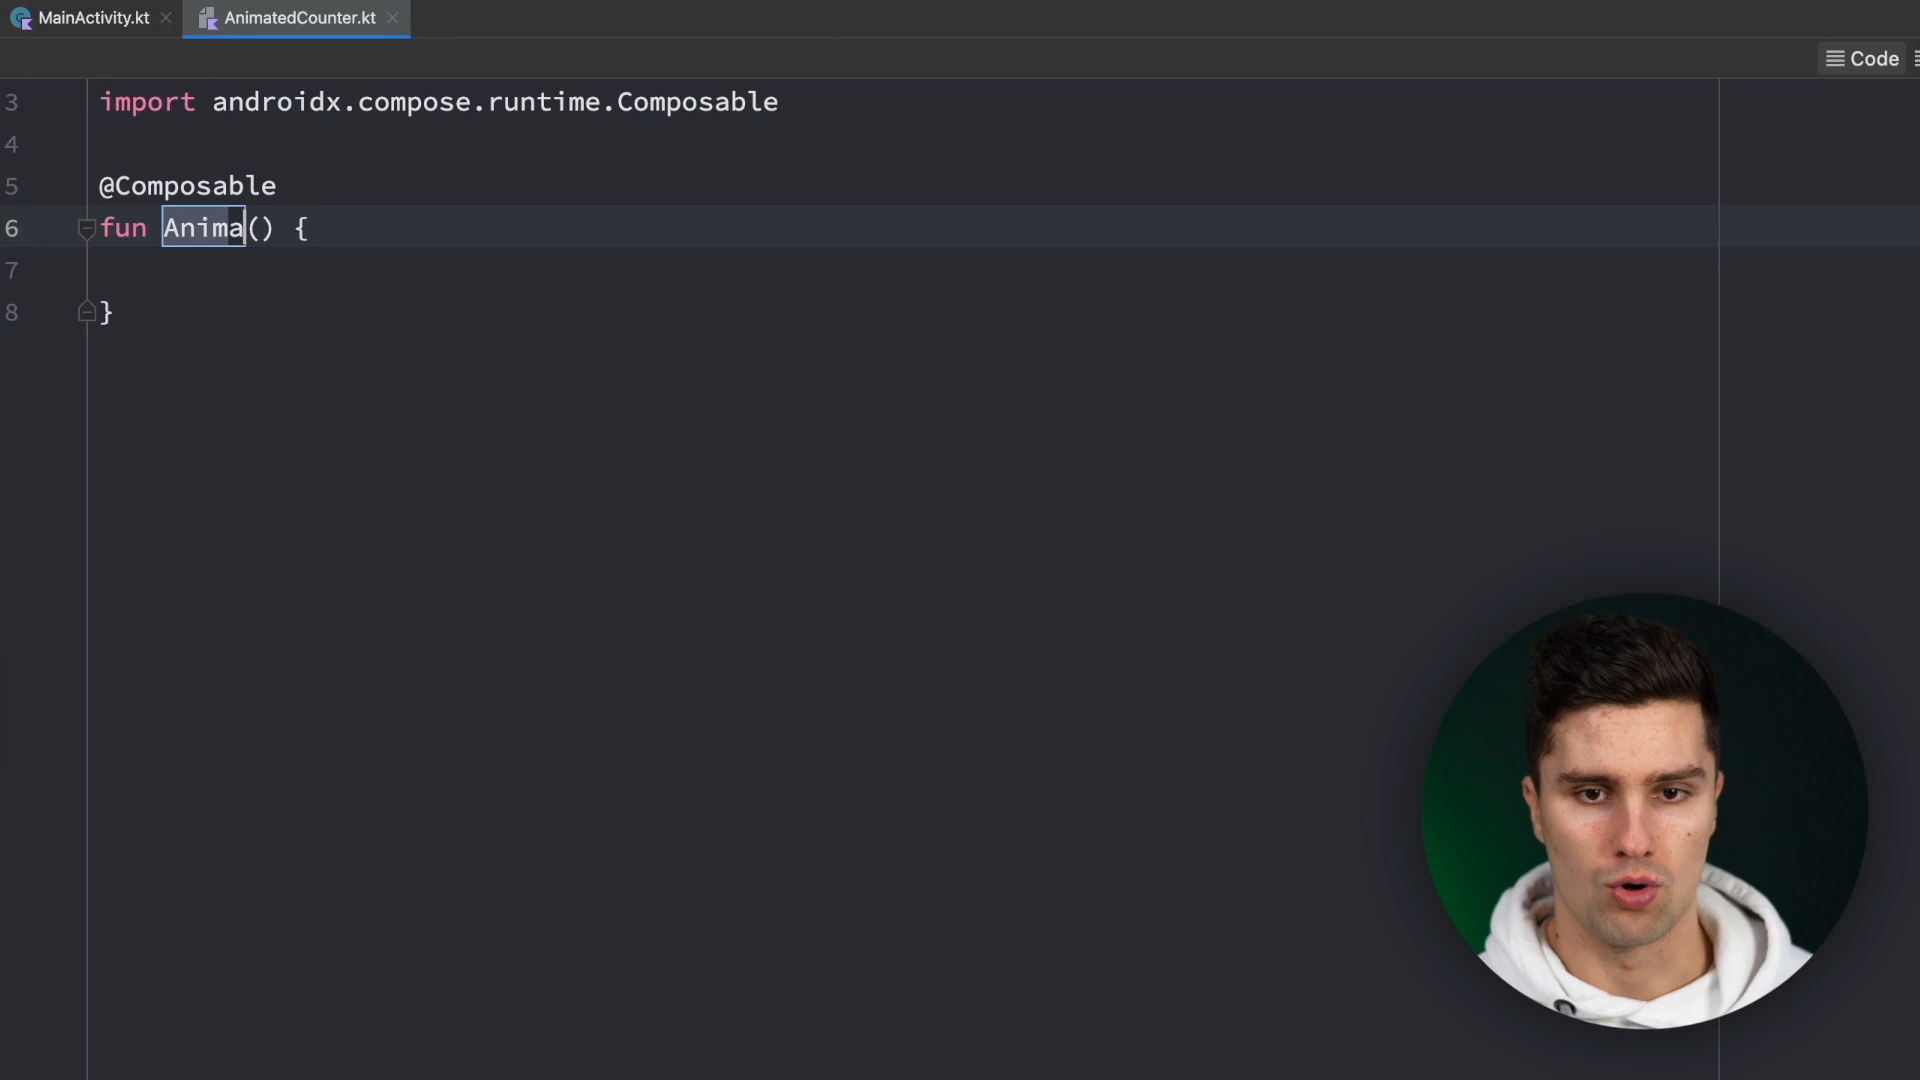 MainActivity.kt
AnimatedCounter.kt
Code
3 import androidx.compose.runtime.Composable
4
5 @Composable
6 fun Anima() {
7
8 }